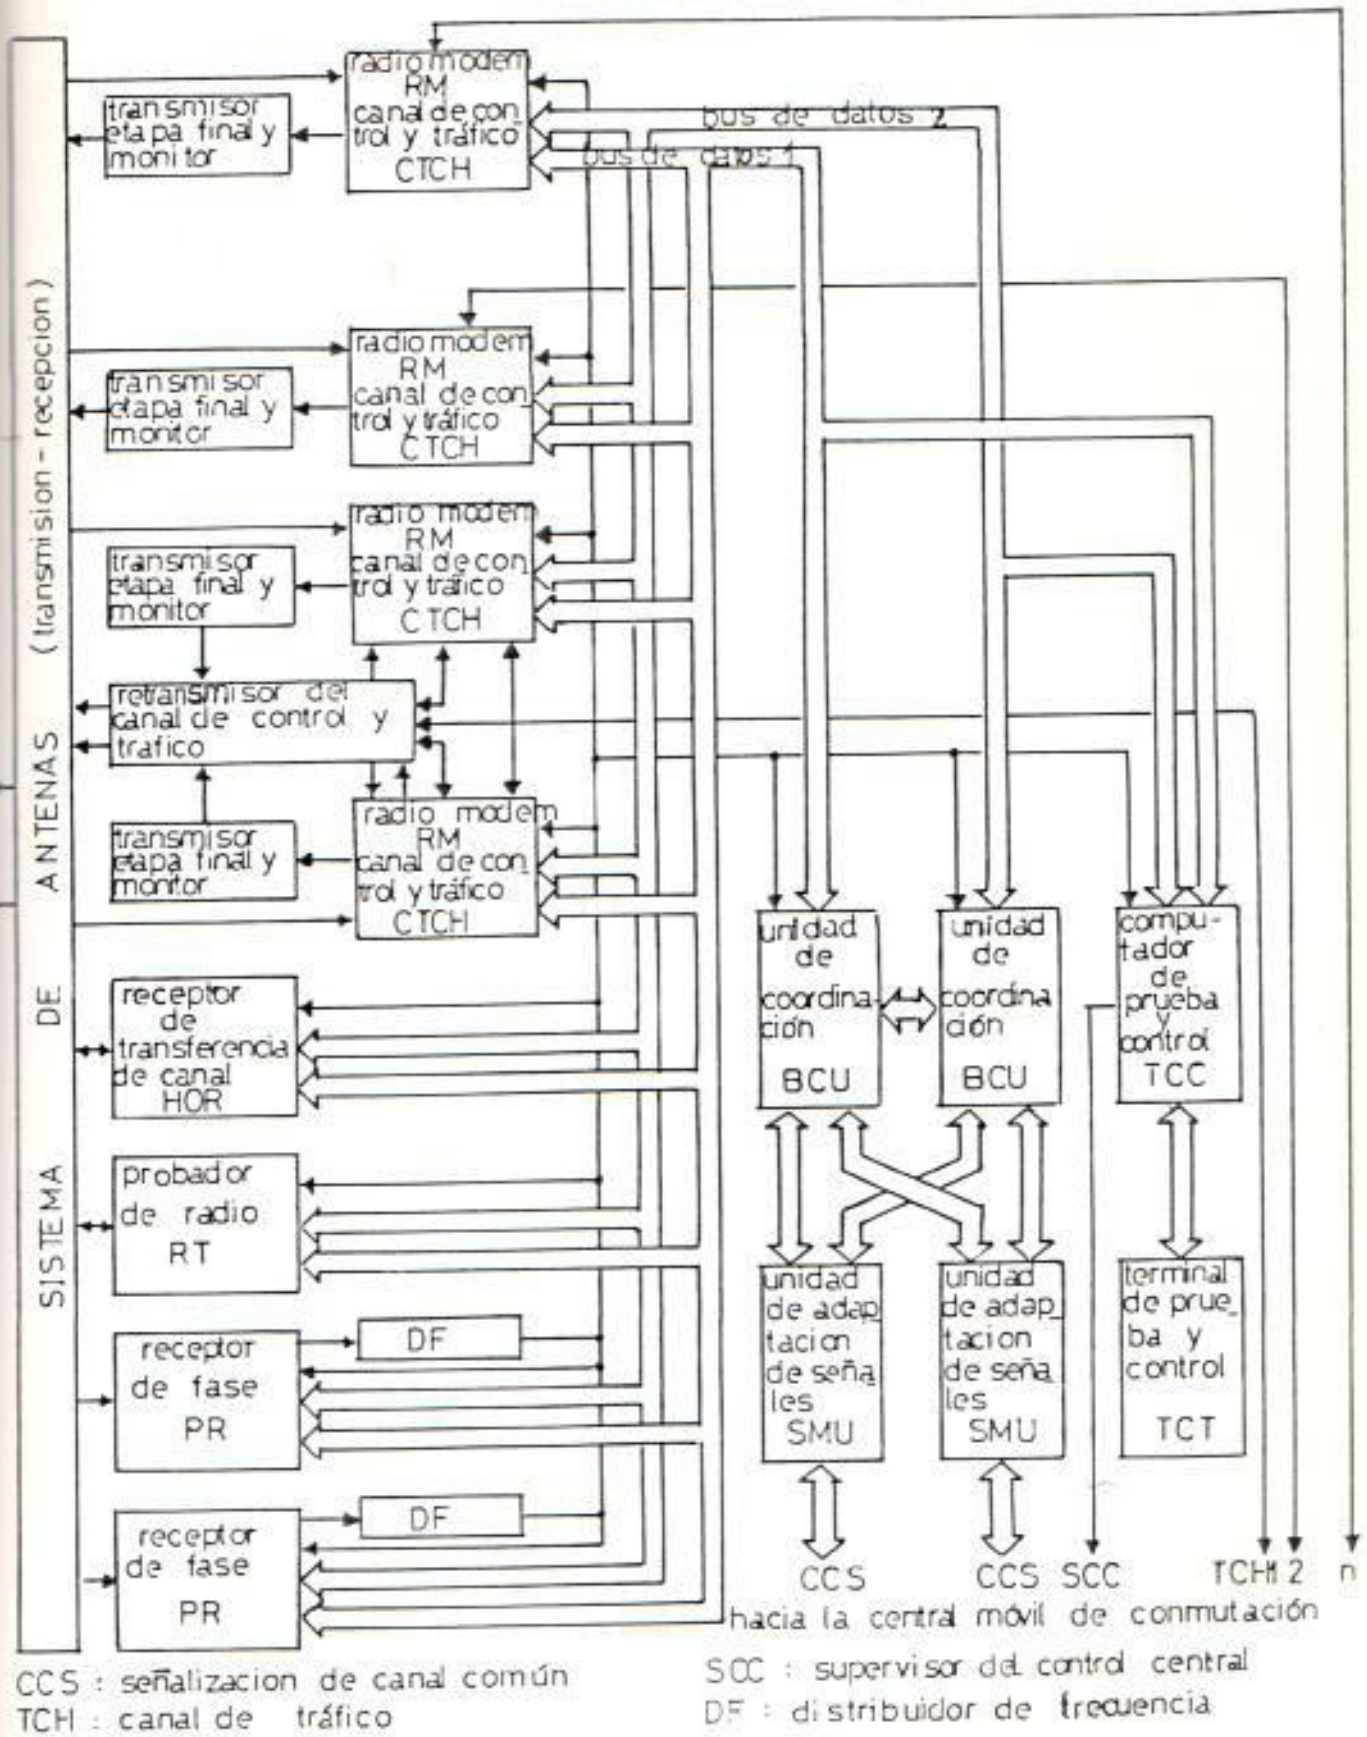 radio modem
RM
canal de con
trol y tráfico
CTCH
transmisor
etapa final y
monitor
bus de datos 2
bus de datos 1
radio modem
RM
canal de con
trol y tráfico
CTCH
transmisor
etapa final y
monitor
radio modem
RM
canal de con
trol y tráfico
CTCH
transmisor
etapa final y
monitor
retransmisor del
canal de control y
trafico
radio modem
RM
canal de con
trol y tráfico
CTCH
transmisor
etapa final y
monitor
SISTEMA DE ANTENAS (transmision - recepcion)
receptor
de
transferencia
de canal
HOR
probador
de radio
RT
receptor
de fase
PR
DF
receptor
de fase
PR
DF
unidad
de
coordina-
ción
BCU
unidad
de
coordina
ción
BCU
compu-
tador
de
prueba
y
control
TCC
unidad
de adap_
tacion
de seña_
les
SMU
unidad
de adap_
tacion
de seña_
les
SMU
terminal
de prue_
ba y
control
TCT
CCS CCS SCC TCH1 2 n
hacia la central móvil de conmutación
CCS : señalizacion de canal común
TCH : canal de tráfico
SCC : supervisor del control central
DF : distribuidor de frecuencia